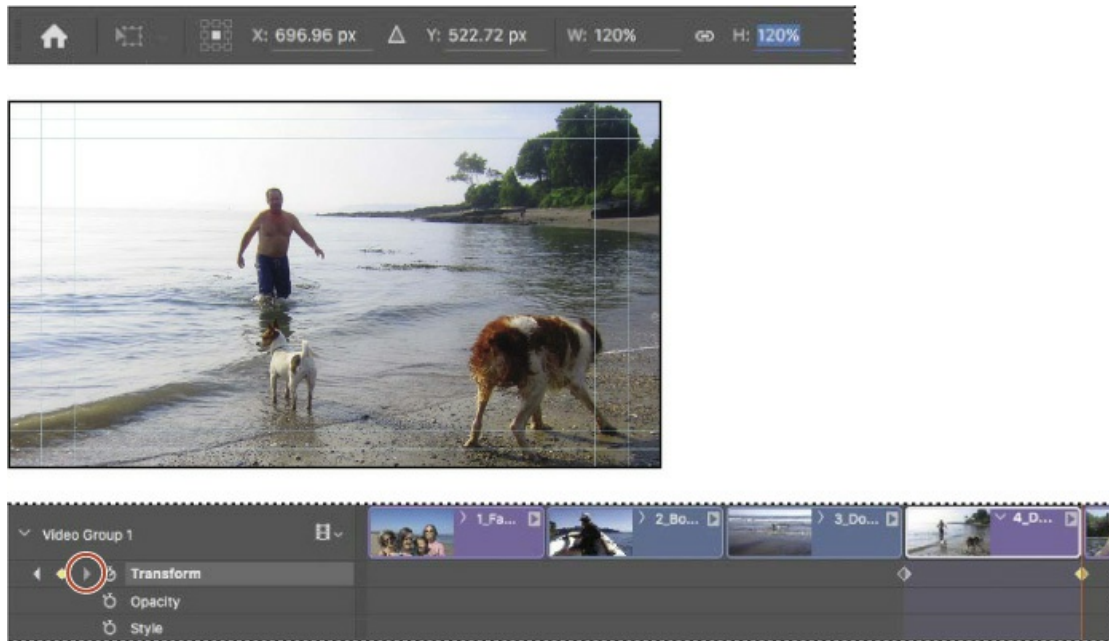 X: 696.96 px Δ Y: 522.72 px W: 120% H: 120%
Video Group 1
1_Fa... 2_Bo... 3_Do... 4_D...
Transform
Opacity
Style